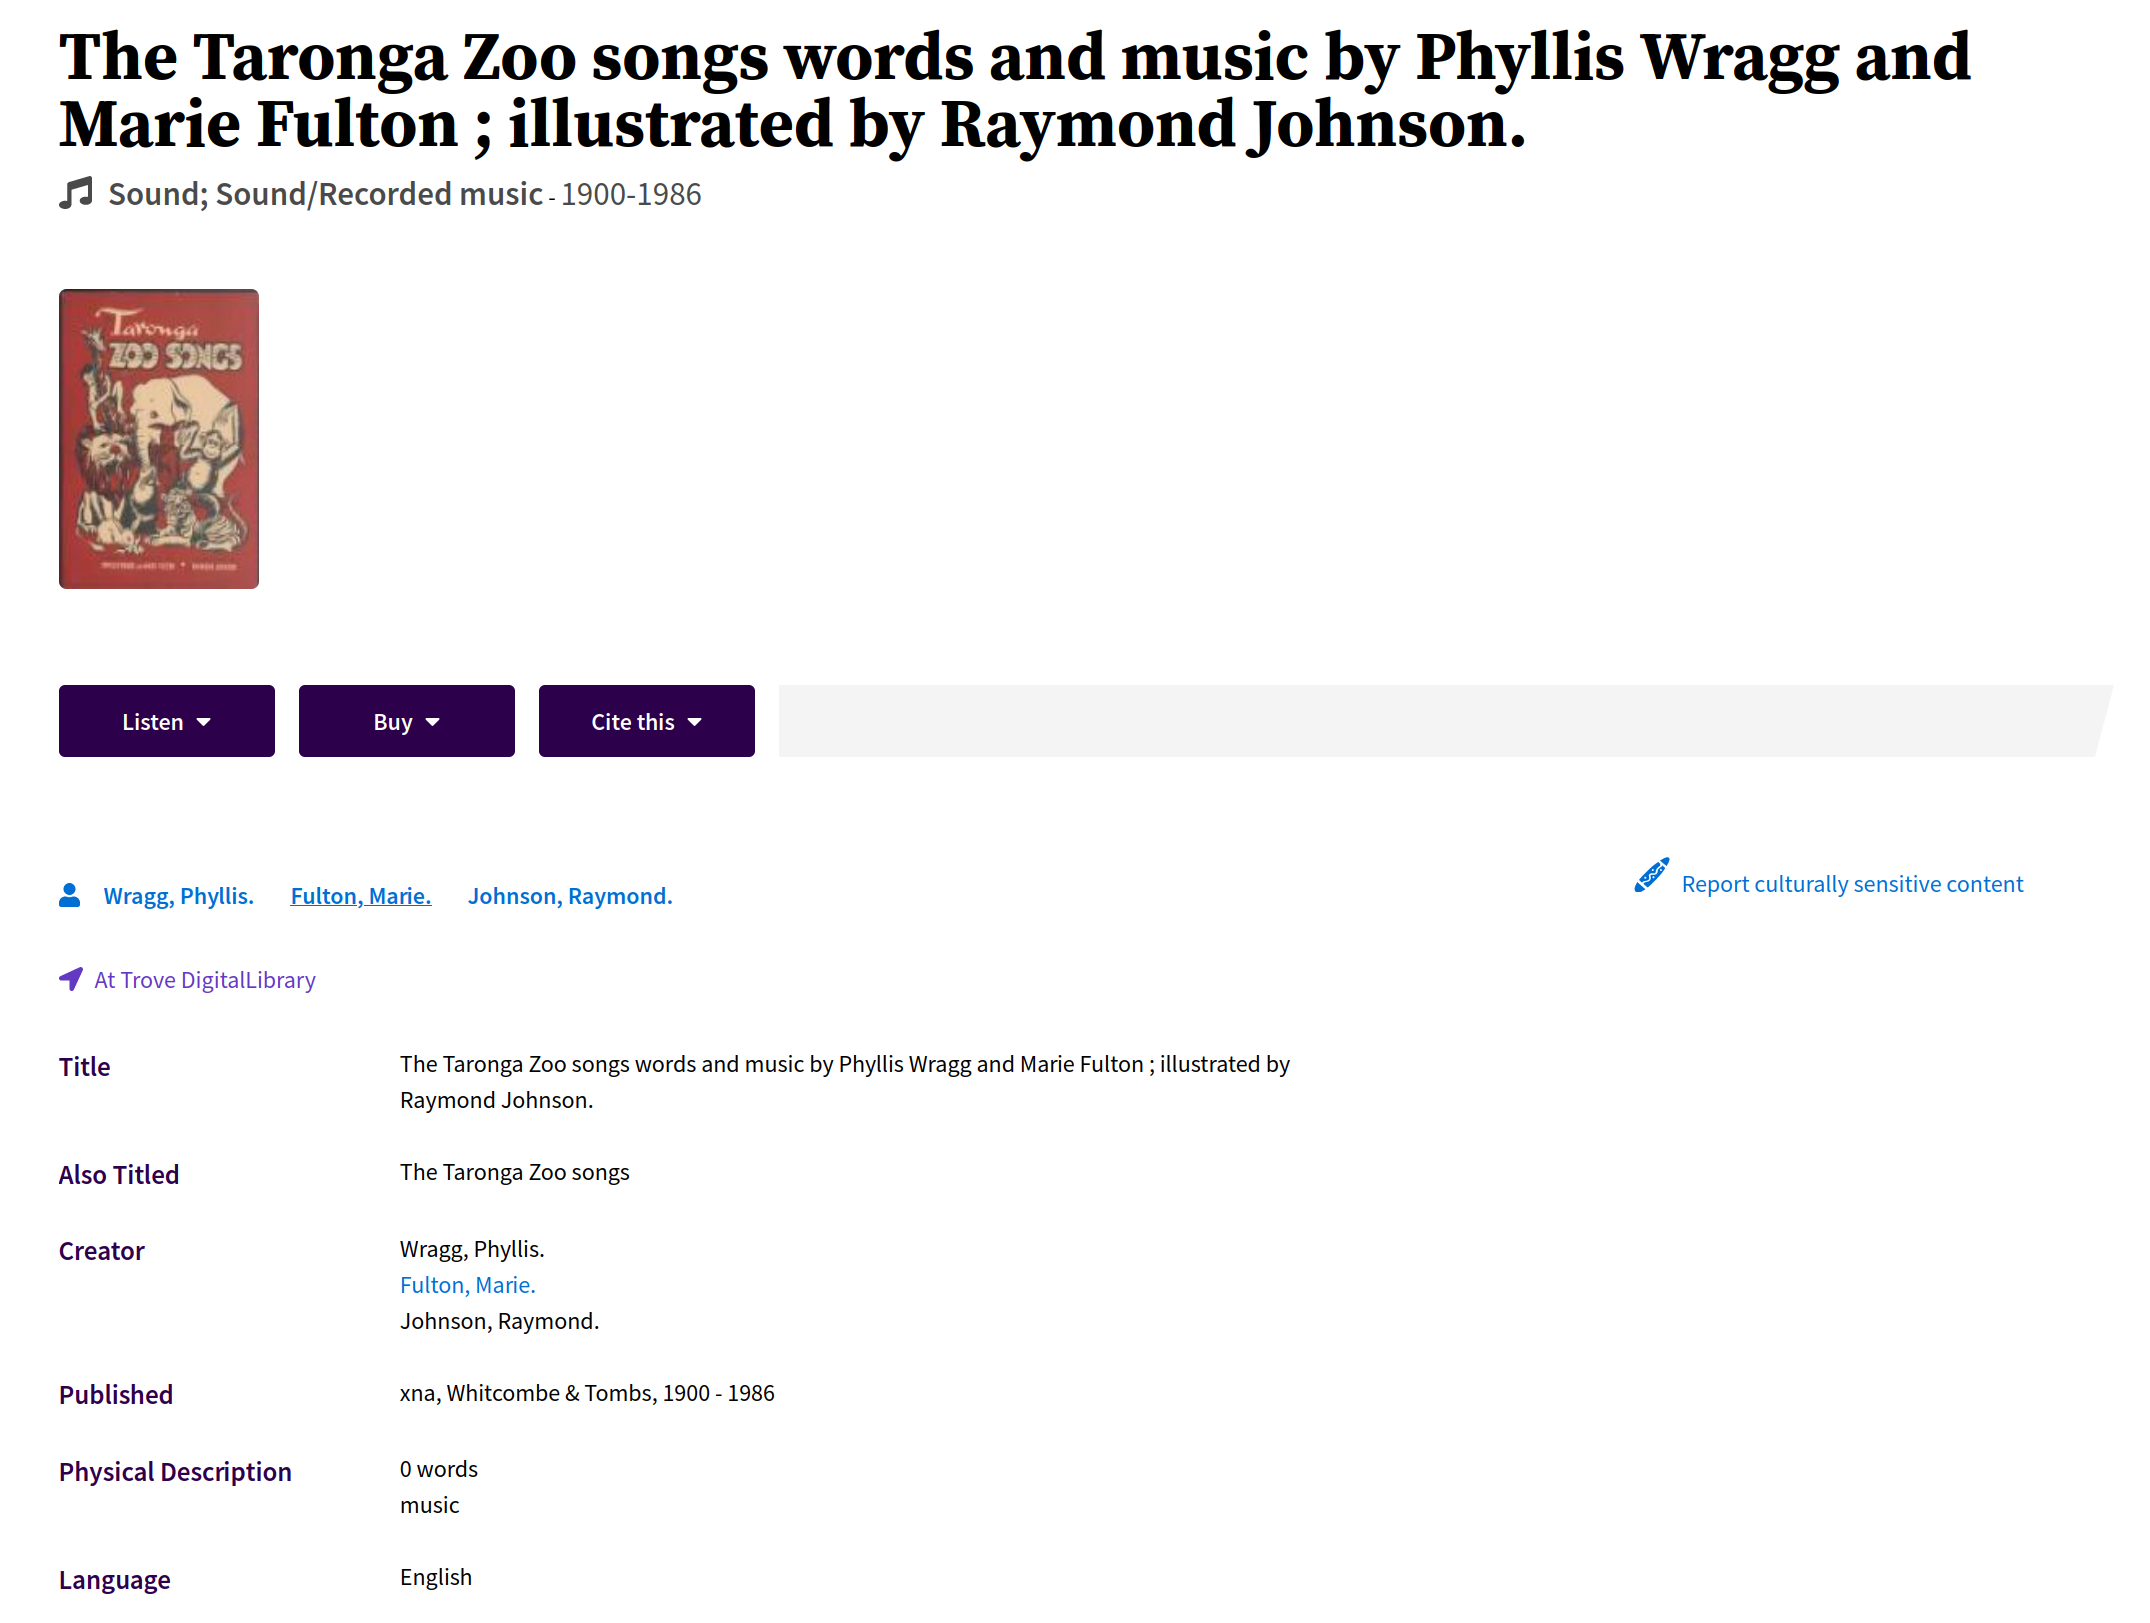 The Taronga Zoo songs words and music by Phyllis Wragg and
Marie Fulton ; illustrated by Raymond Johnson.
Sound; Sound/Recorded music - 1900-1986
Taronga
ZOO SONGS
Listen
Buy
Cite this
Wragg, Phyllis. Fulton, Marie. Johnson, Raymond.
Report culturally sensitive content
At Trove DigitalLibrary
Title
The Taronga Zoo songs words and music by Phyllis Wragg and Marie Fulton ; illustrated by
Raymond Johnson.
Also Titled
The Taronga Zoo songs
Creator
Wragg, Phyllis.
Fulton, Marie.
Johnson, Raymond.
Published
xna, Whitcombe & Tombs, 1900 - 1986
Physical Description
0 words
music
Language
English